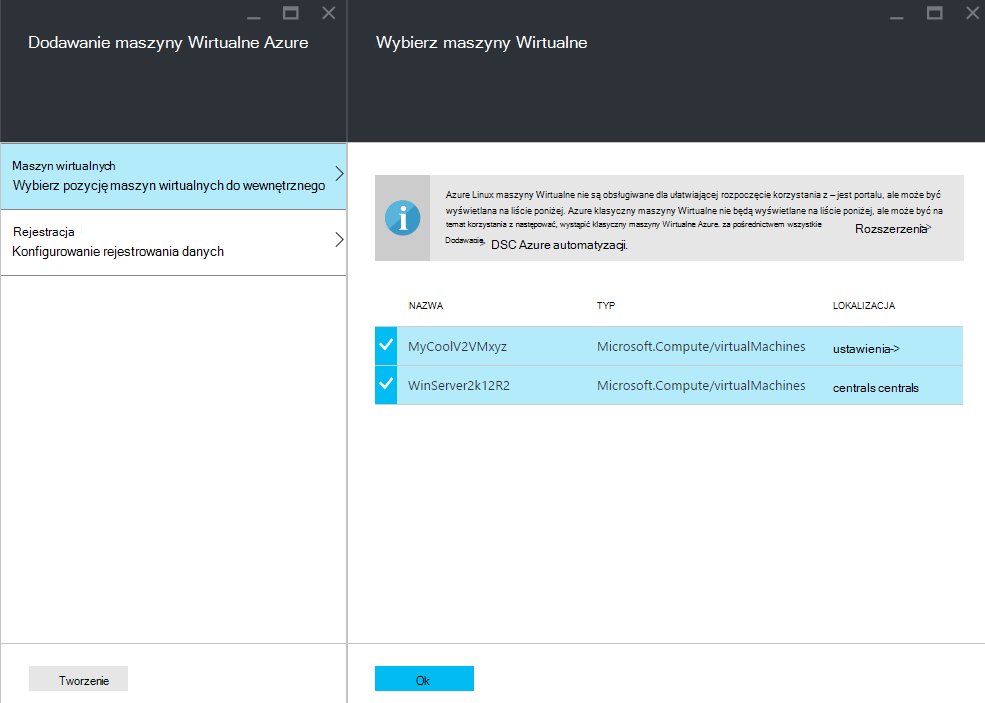 Dodawanie maszyny Wirtualne Azure
Maszyn wirtualnych
Wybierz pozycję maszyn wirtualnych do wewnętrznego
Rejestracja
Konfigurowanie rejestrowania danych
Tworzenie
Wybierz maszyny Wirtualne
Azure Linux maszyny Wirtualne nie są obsługiwane dla ułatwiającej rozpoczęcie korzystania z – jest portalu, ale może być
wyświetlana na liście poniżej. Azure klasyczny maszyny Wirtualne nie będą wyświetlane na liście poniżej, ale może być na
temat korzystania z następować, wystąpić klasyczny maszyny Wirtualne Azure. za pośrednictwem wszystkie Rozszerzenia->
Dodawanie, DSC Azure automatyzacji.
NAZWA TYP LOKALIZACJA
MyCoolV2VMxyz Microsoft.Compute/virtualMachines ustawienia->
WinServer2k12R2 Microsoft.Compute/virtualMachines centrals centrals
Ok